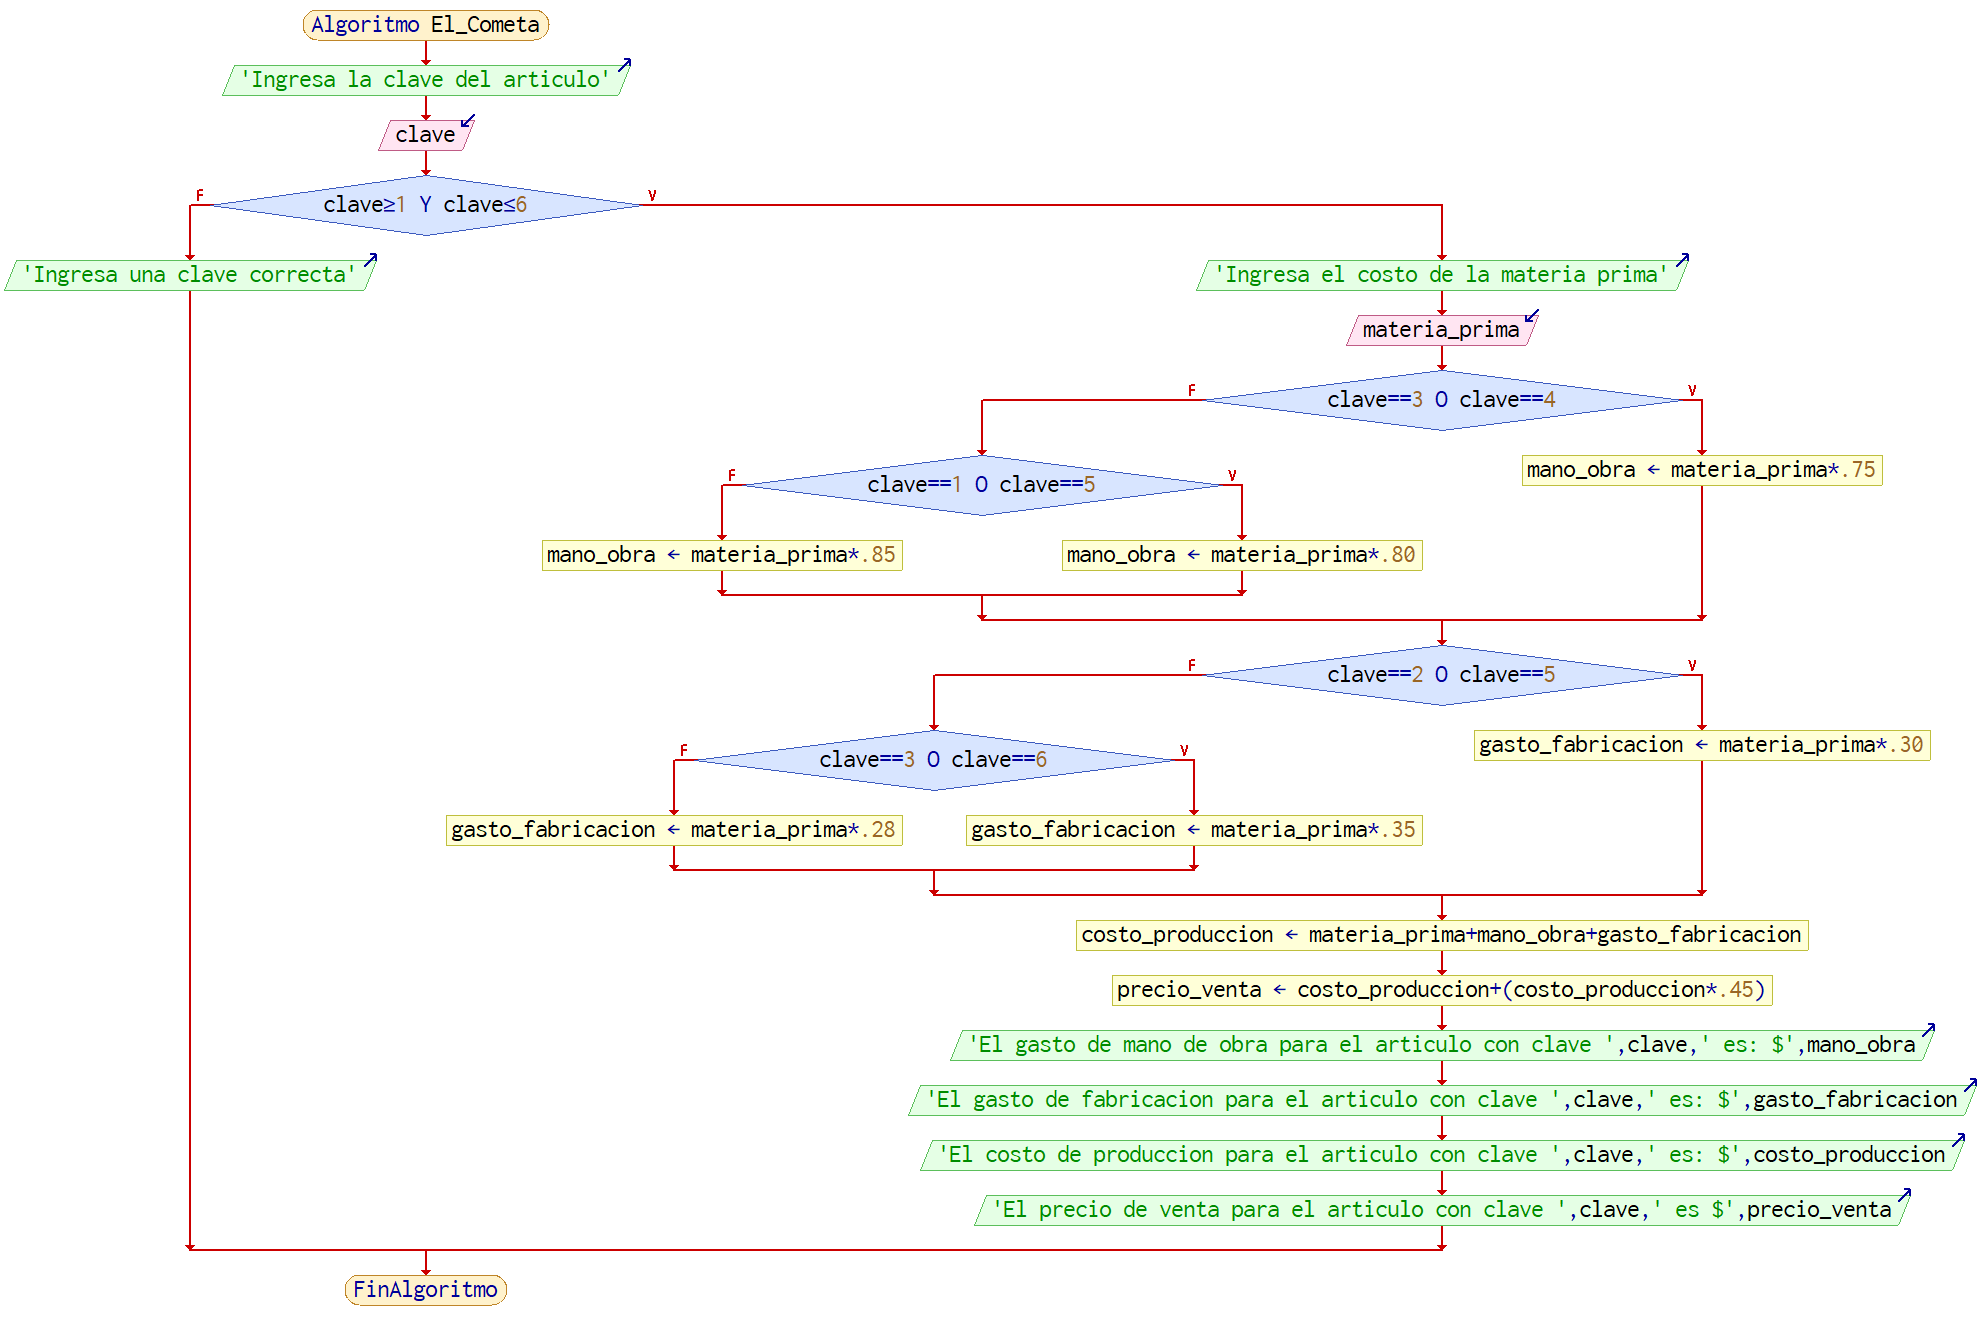 Algoritmo El_Cometa
'Ingresa la clave del articulo'
clave
F
V
clave≥1 Y clave≤6
'Ingresa una clave correcta'
'Ingresa el costo de la materia prima'
materia_prima
F
V
clave==3 O clave==4
F
V
clave==1 O clave==5
mano_obra ← materia_prima*.75
mano_obra ← materia_prima*.85
mano_obra ← materia_prima*.80
F
V
clave==2 O clave==5
F
V
clave==3 O clave==6
gasto_fabricacion ← materia_prima*.30
gasto_fabricacion ← materia_prima*.28
gasto_fabricacion ← materia_prima*.35
costo_produccion ← materia_prima+mano_obra+gasto_fabricacion
precio_venta ← costo_produccion+(costo_produccion*.45)
'El gasto de mano de obra para el articulo con clave ',clave,' es: $',mano_obra
'El gasto de fabricacion para el articulo con clave ',clave,' es: $',gasto_fabricacion
'El costo de produccion para el articulo con clave ',clave,' es: $',costo_produccion
'El precio de venta para el articulo con clave ',clave,' es $',precio_venta
FinAlgoritmo